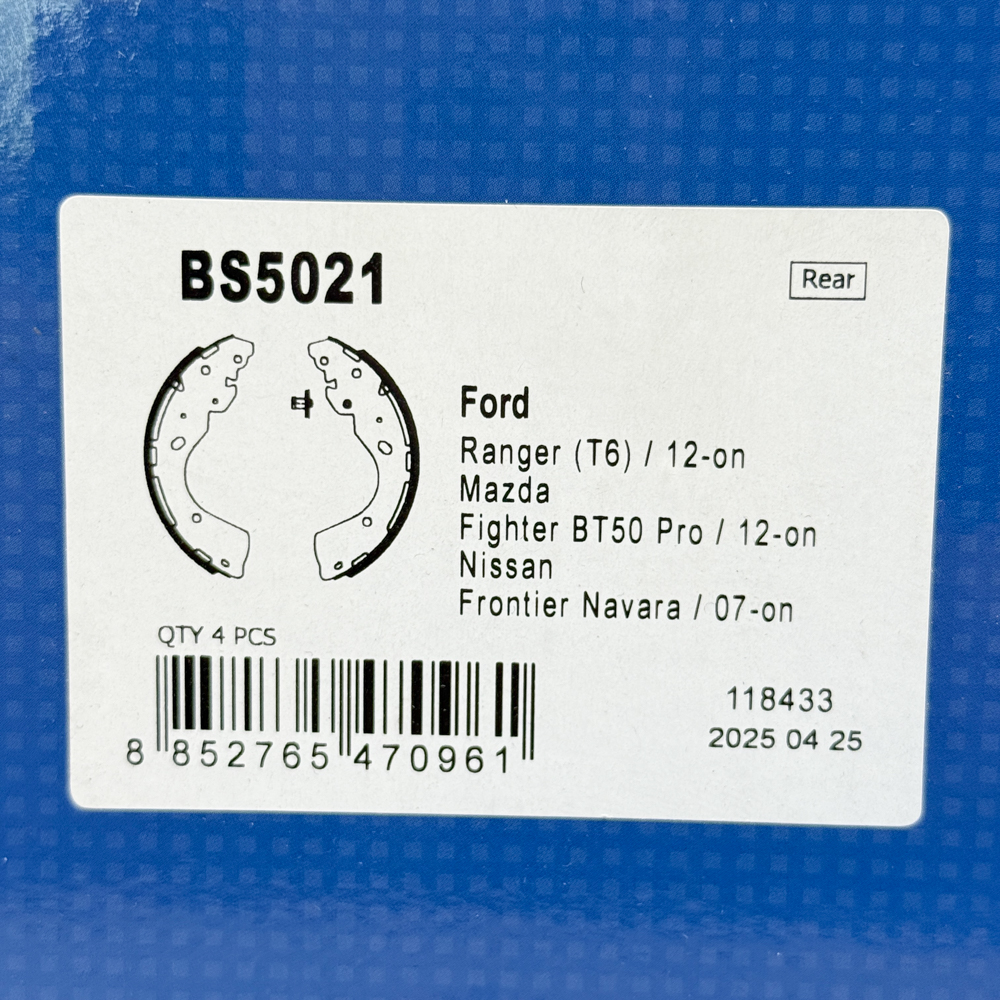 BS5021
Rear
Ford
Ranger (T6) / 12-on
Mazda
Fighter BT50 Pro / 12-on
Nissan
Frontier Navara / 07-on
QTY 4 PCS
8 852765 470961
118433
2025 04 25